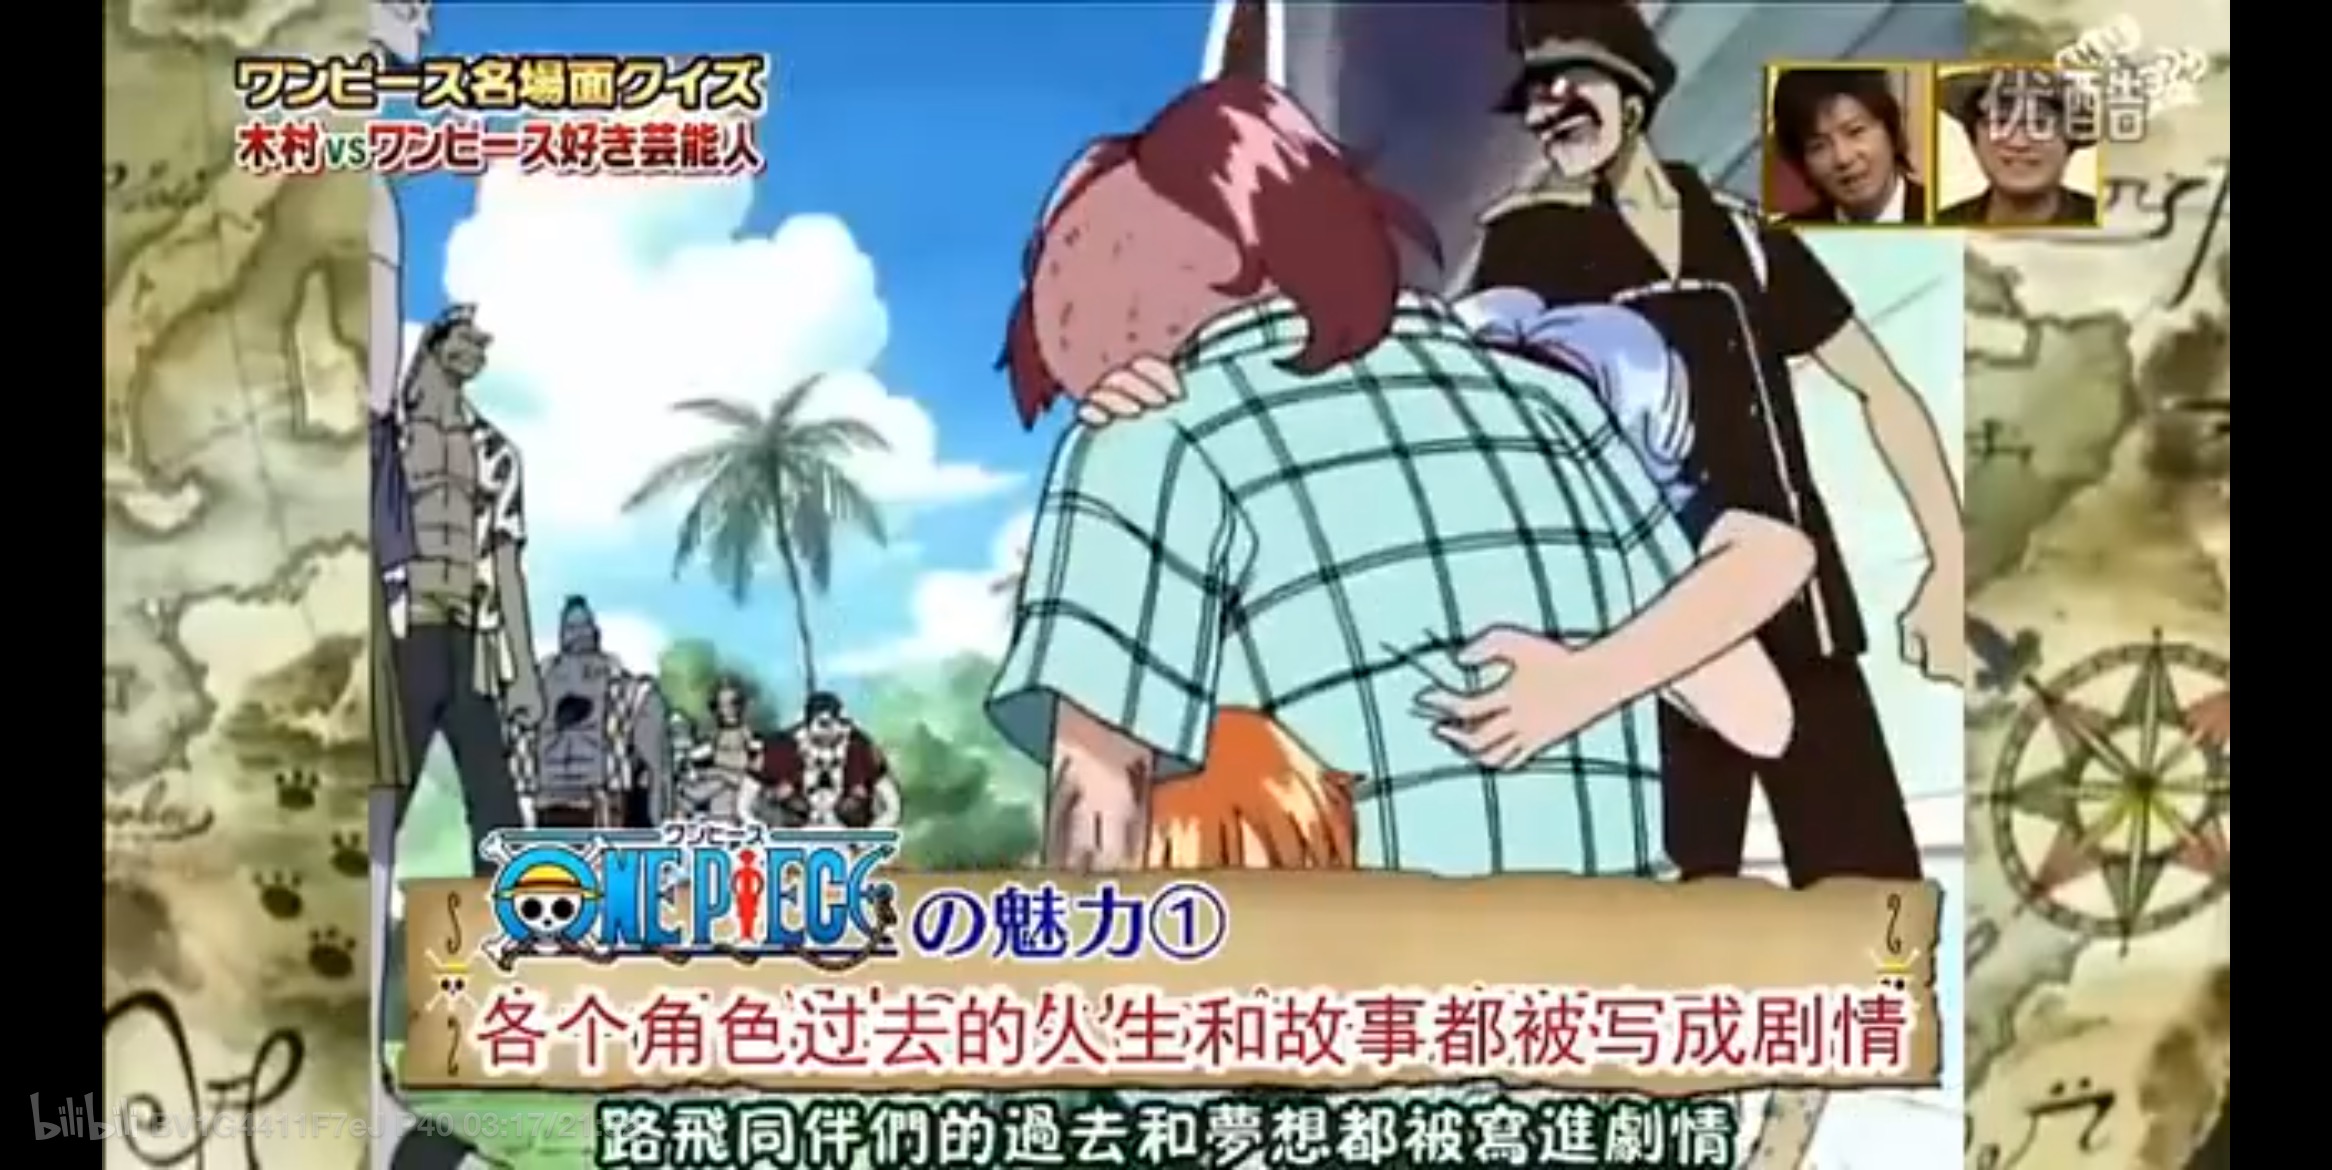 ワンピース名場面クイズ
木村vsワンピース好き芸能人
优酷
ワンピース
ONE PIECE の魅力①
各个角色过去的人生和故事都被写成剧情
路飛同伴們的過去和夢想都被寫進劇情
bilibili